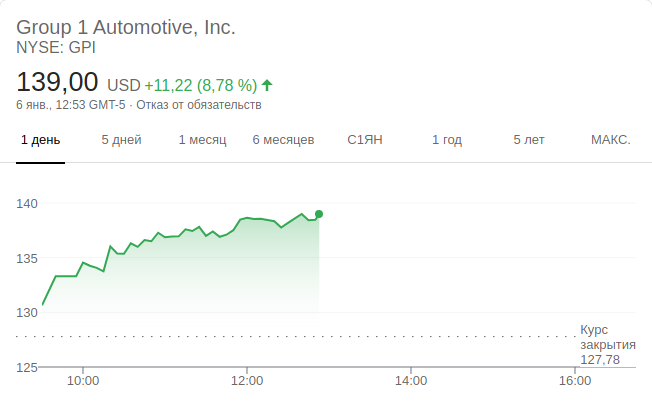 Group 1 Automotive, Inc.
NYSE: GPI
139,00 USD +11,22 (8,78 %)
6 янв., 12:53 GMT-5 · Отказ от обязательств
1 день 5 дней 1 месяц 6 месяцев С1ЯН 1 год 5 лет МАКС.
140
135
130
Курс
закрытия
127,78
125
10:00 12:00 14:00 16:00